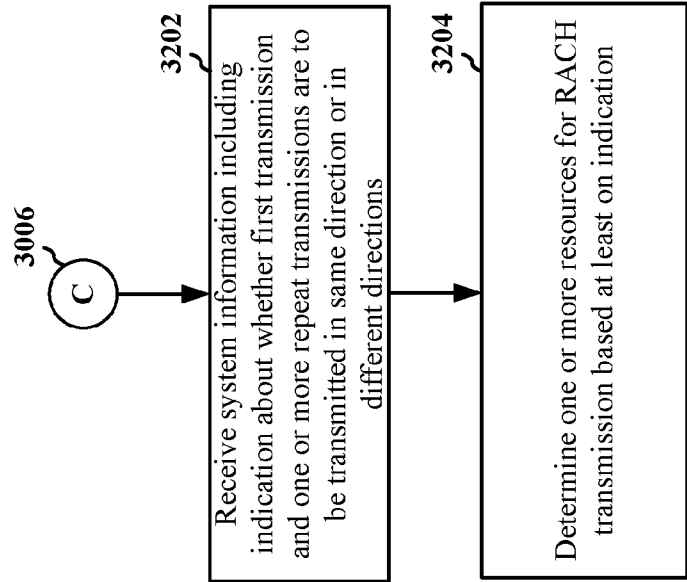 3006
C
3202
Receive system information including
indication about whether first transmission
and one or more repeat transmissions are to
be transmitted in same direction or in
different directions
3204
Determine one or more resources for RACH
transmission based at least on indication